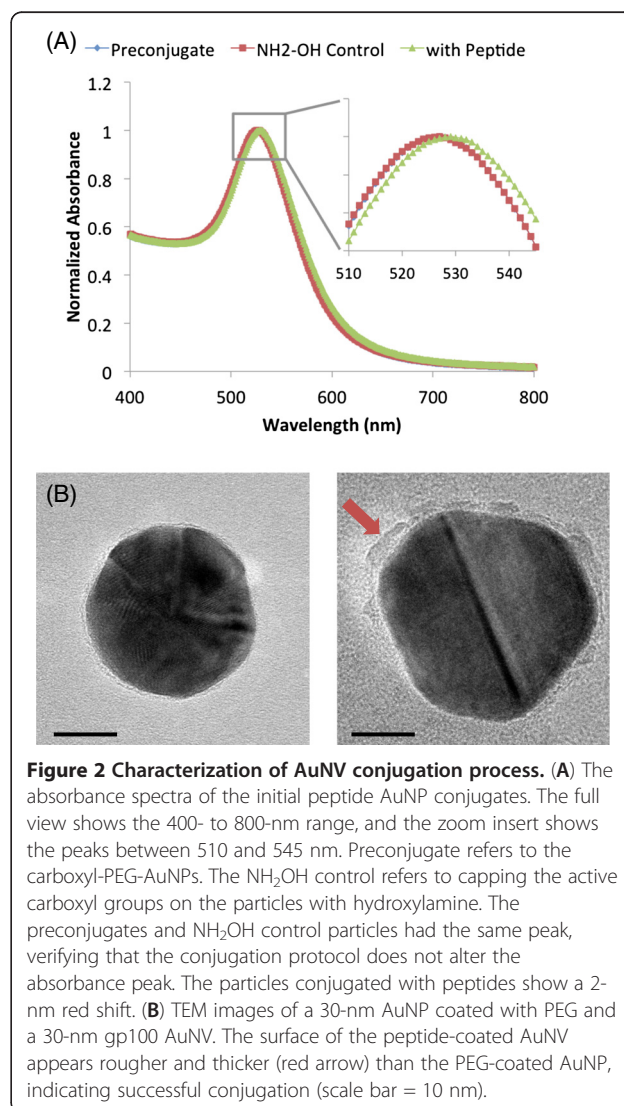 (A)
Preconjugate NH2-OH Control with Peptide
1.2
1
0.8
0.6
0.4
0.2
0
Normalized Absorbance
400 500 600 700 800
Wavelength (nm)
510 520 530 540
(B)
Figure 2 Characterization of AuNV conjugation process. (A) The
absorbance spectra of the initial peptide AuNP conjugates. The full
view shows the 400- to 800-nm range, and the zoom insert shows
the peaks between 510 and 545 nm. Preconjugate refers to the
carboxyl-PEG-AuNPs. The NH₂OH control refers to capping the active
carboxyl groups on the particles with hydroxylamine. The
preconjugates and NH₂OH control particles had the same peak,
verifying that the conjugation protocol does not alter the
absorbance peak. The particles conjugated with peptides show a 2-
nm red shift. (B) TEM images of a 30-nm AuNP coated with PEG and
a 30-nm gp100 AuNV. The surface of the peptide-coated AuNV
appears rougher and thicker (red arrow) than the PEG-coated AuNP,
indicating successful conjugation (scale bar = 10 nm).